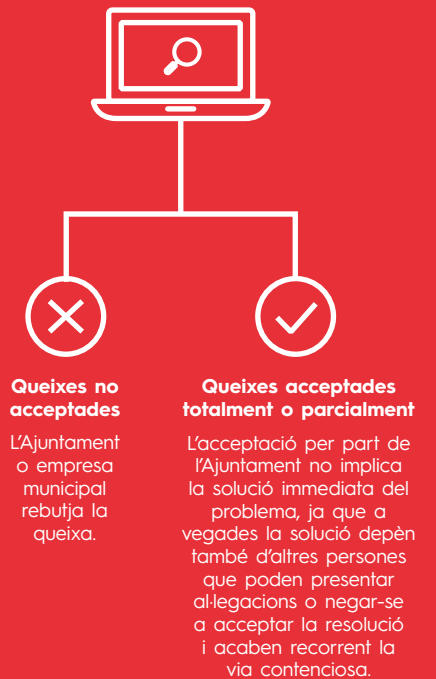 Queixes no
acceptades
L'Ajuntament
o empresa
municipal
rebutja la
queixa.
Queixes acceptades
totalment o parcialment
L'acceptació per part de
l'Ajuntament no implica
la solució immediata del
problema, ja que a
vegades la solució depèn
també d'altres persones
que poden presentar
al·legacions o negar-se
a acceptar la resolució
i acaben recorrent la
via contenciosa.